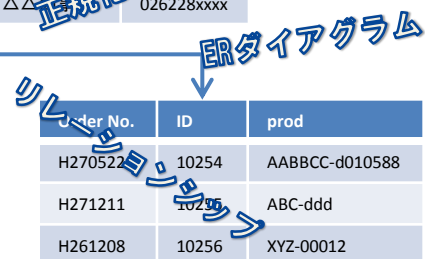 △△
正規化
026228xxxx
ERダイアグラム
リレーションシップ
Order No. ID prod
H270522 10254 AABBCC-d010588
H271211 10255 ABC-ddd
H261208 10256 XYZ-00012